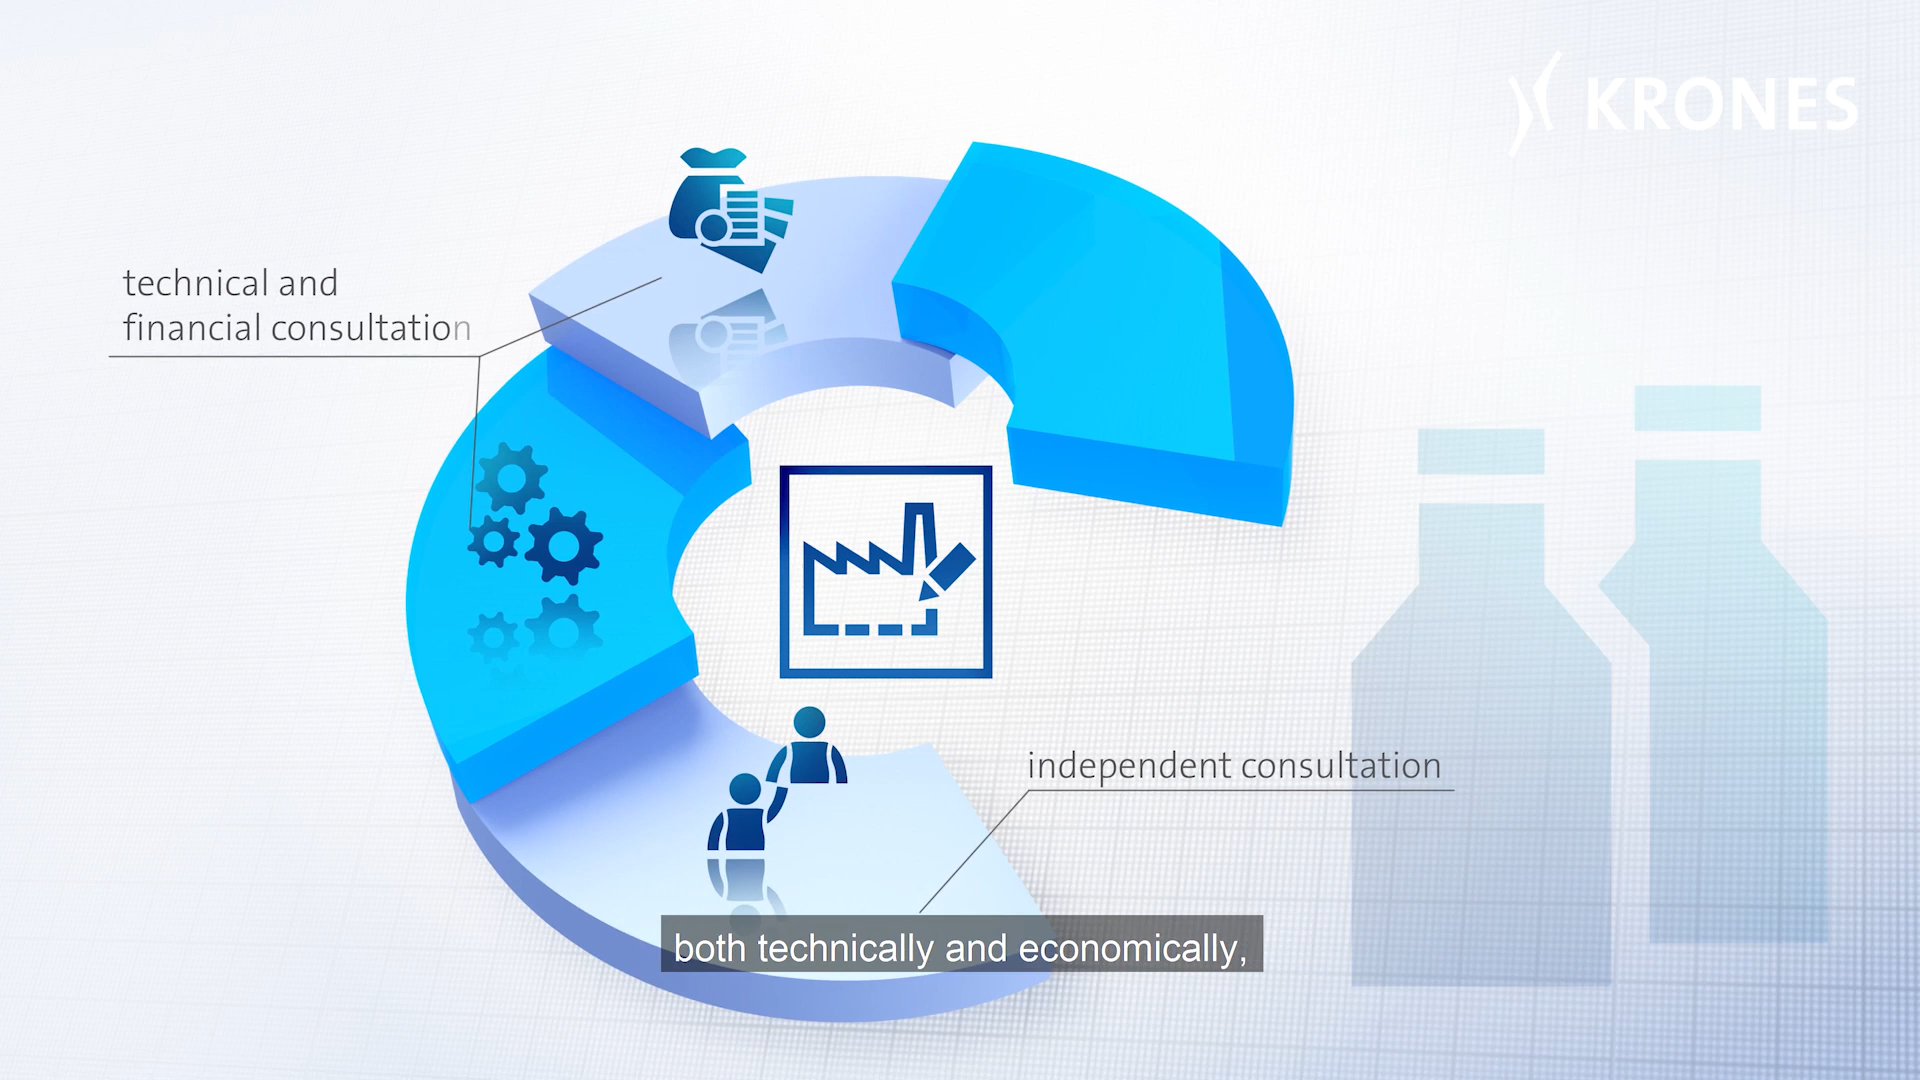 KRONES
technical and
financial consultation
independent consultation
both technically and economically,